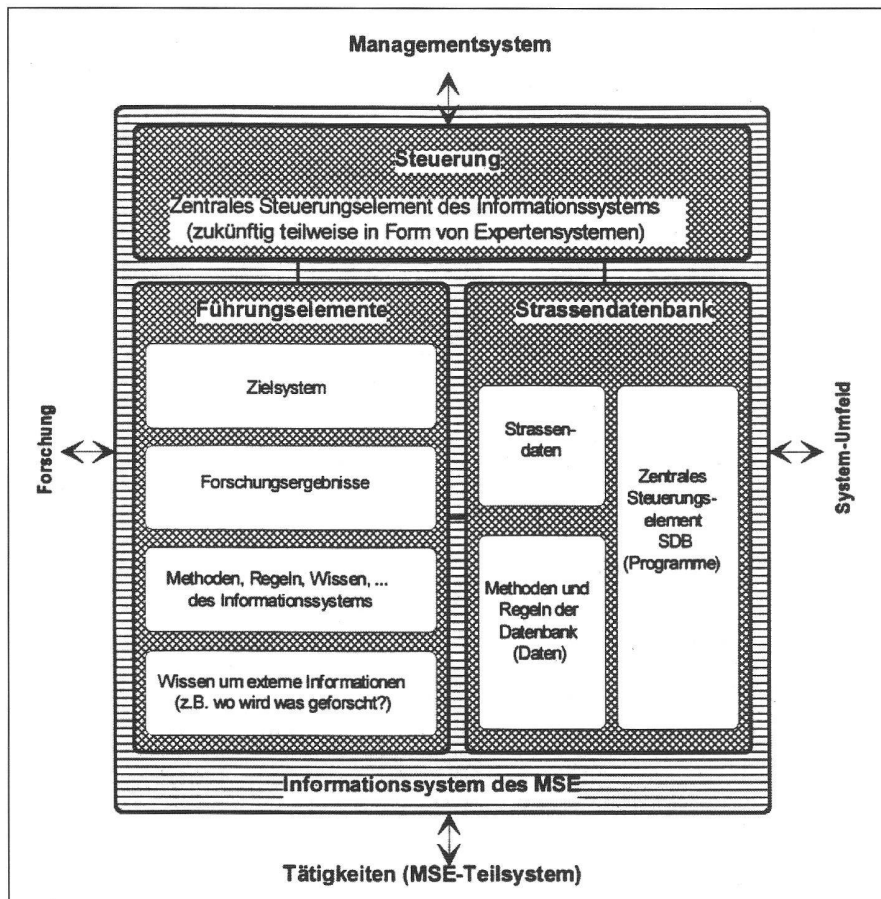 Managementsystem
Steuerung
Zentrales Steuerungselement des Informationssystems
(zukünftig teilweise in Form von Expertensystemen)
Führungselemente
Zielsystem
Forschungsergebnisse
Methoden, Regeln, Wissen, ...
des Informationssystems
Wissen um externe Informationen
(z.B. wo wird was geforscht?)
Strassendatenbank
Strassen-
daten
Methoden und
Regeln der
Datenbank
(Daten)
Zentrales
Steuerungs-
element
SDB
(Programme)
Forschung
System-Umfeld
Informationssystem des MSE
Tätigkeiten (MSE-Teilsystem)